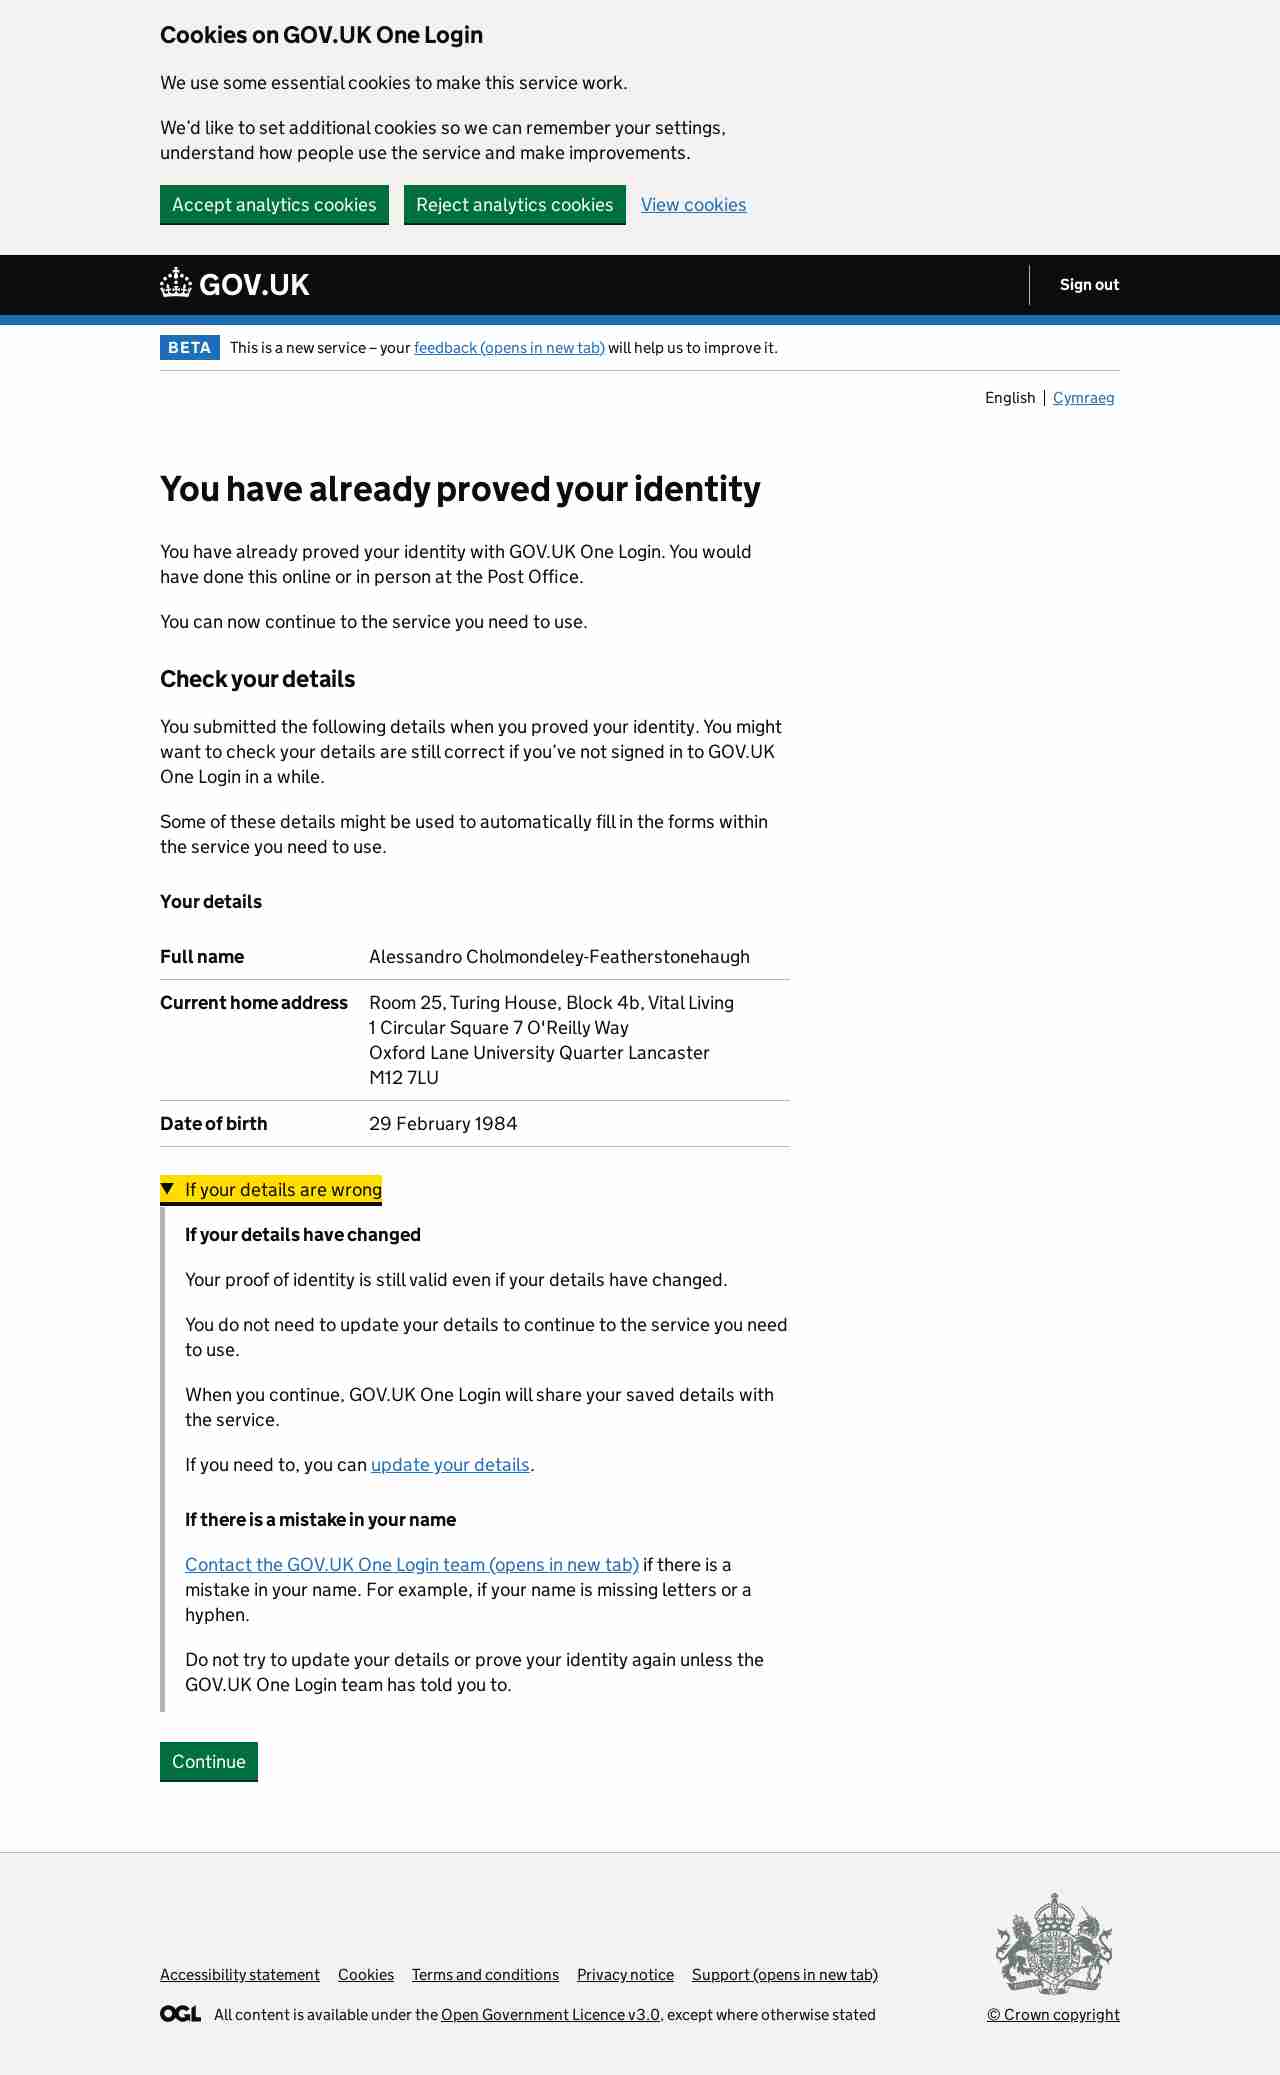 Cookies on GOV.UK One Login
We use some essential cookies to make this service work.
We’d like to set additional cookies so we can remember your settings,
understand how people use the service and make improvements.
Accept analytics cookies
Reject analytics cookies
View cookies
GOV.UK
Sign out
BETA
This is a new service – your feedback (opens in new tab) will help us to improve it.
English
Cymraeg
You have already proved your identity
You have already proved your identity with GOV.UK One Login. You would
have done this online or in person at the Post Office.
You can now continue to the service you need to use.
Check your details
You submitted the following details when you proved your identity. You might
want to check your details are still correct if you’ve not signed in to GOV.UK
One Login in a while.
Some of these details might be used to automatically fill in the forms within
the service you need to use.
Your details
Full name
Alessandro Cholmondeley-Featherstonehaugh
Current home address
Room 25, Turing House, Block 4b, Vital Living
1 Circular Square 7 O'Reilly Way
Oxford Lane University Quarter Lancaster
M12 7LU
Date of birth
29 February 1984
If your details are wrong
If your details have changed
Your proof of identity is still valid even if your details have changed.
You do not need to update your details to continue to the service you need
to use.
When you continue, GOV.UK One Login will share your saved details with
the service.
If you need to, you can update your details.
If there is a mistake in your name
Contact the GOV.UK One Login team (opens in new tab) if there is a
mistake in your name. For example, if your name is missing letters or a
hyphen.
Do not try to update your details or prove your identity again unless the
GOV.UK One Login team has told you to.
Continue
Accessibility statement
Cookies
Terms and conditions
Privacy notice
Support (opens in new tab)
OGL
All content is available under the Open Government Licence v3.0, except where otherwise stated
© Crown copyright